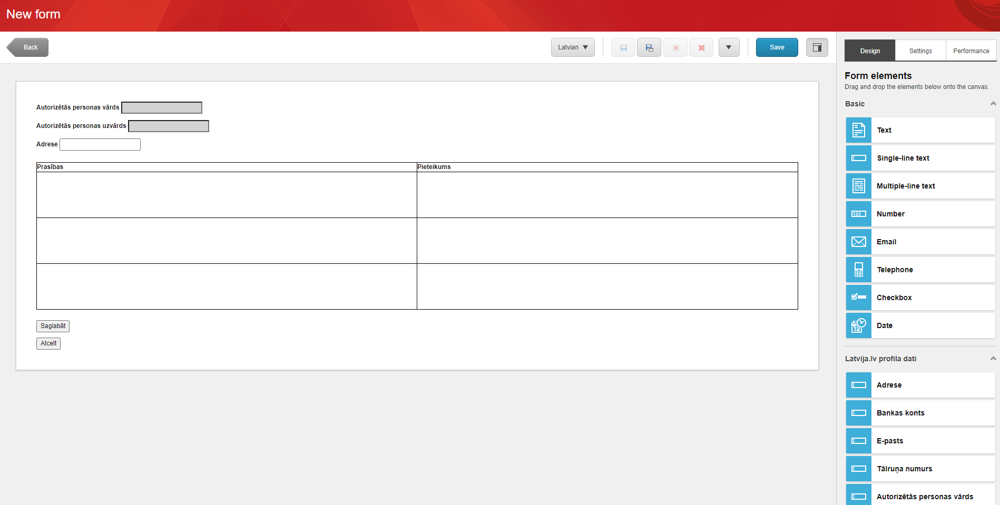 New form
Back
Latvian
Save
Design
Settings
Performance
Form elements
Drag and drop the elements below onto the canvas.
Basic
Text
Single-line text
Multiple-line text
123
Number
Email
Telephone
Checkbox
12
Date
Latvija.lv profila dati
Adrese
Bankas konts
E-pasts
Tālruņa numurs
Autorizētās personas vārds
Autorizētās personas vārds
Autorizētās personas uzvārds
Adrese
Prasības
Pieteikums
Saglabāt
Atcelt